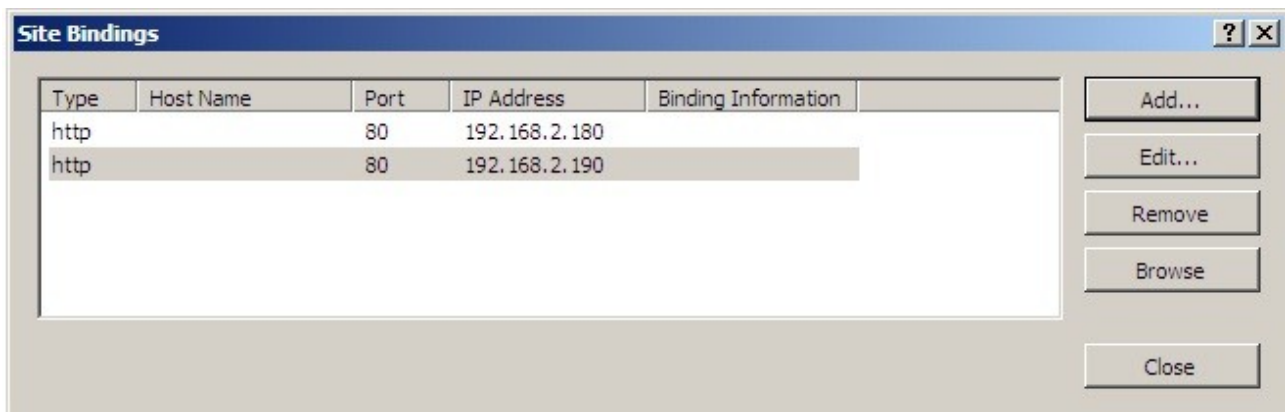 Site Bindings ? X
Type Host Name Port IP Address Binding Information
http 80 192.168.2.180
http 80 192.168.2.190
Add...
Edit...
Remove
Browse
Close